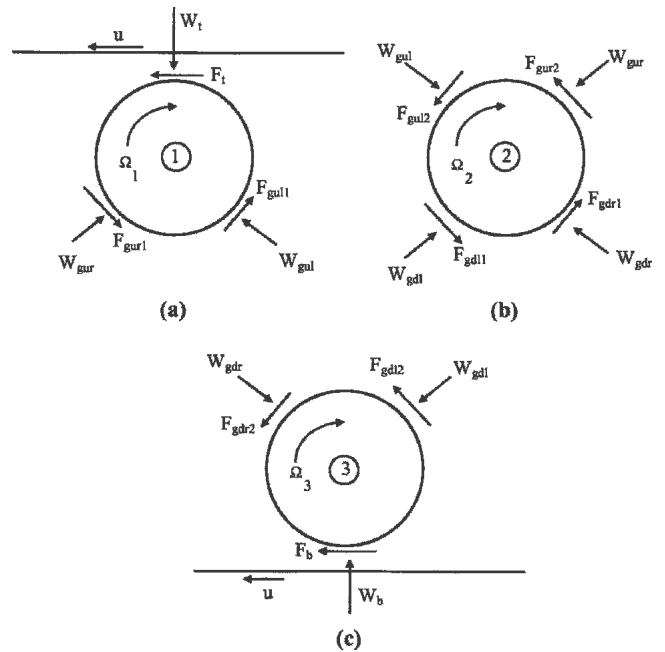 W_t
u
F_t
Ω_1
1
F_gul1
F_gur1
W_gur
W_gul
(a)
W_gul
F_gur2
W_gur
F_gul2
Ω_2
2
F_gdr1
F_gdl1
W_gdl
W_gdr
(b)
W_gdr
F_gdl2
W_gdl
F_gdr2
Ω_3
3
F_b
u
W_b
(c)